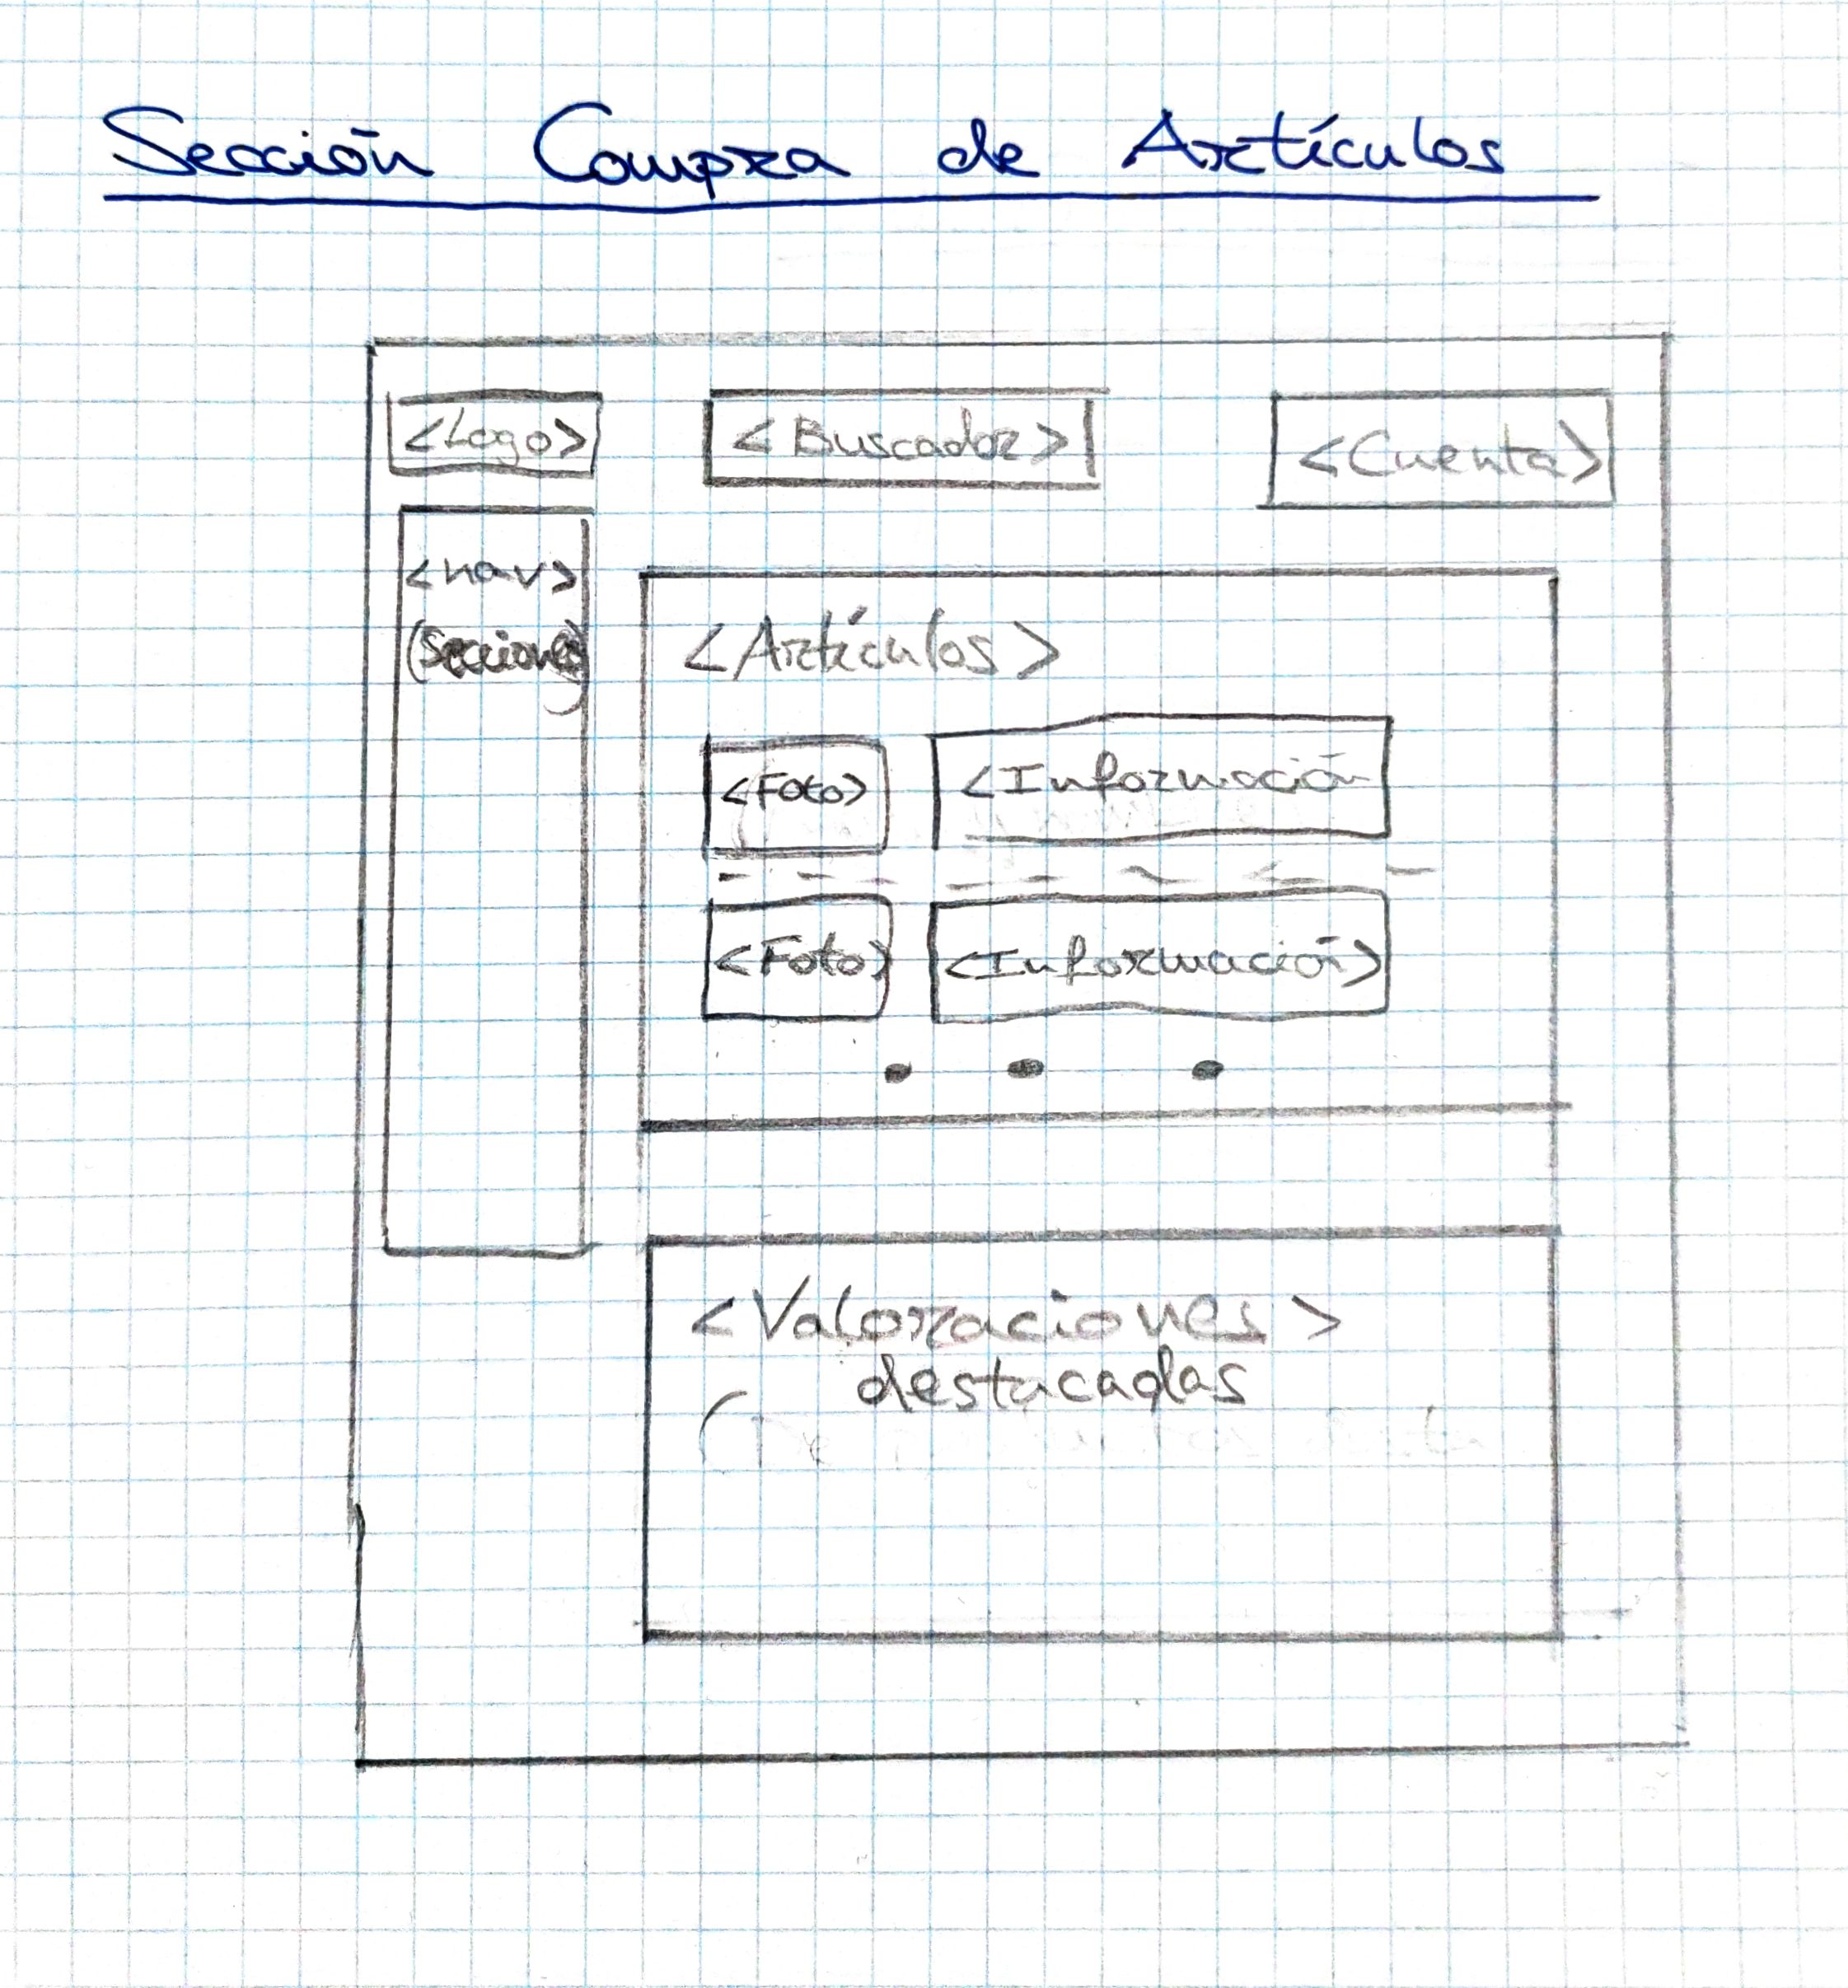 Sección Compra de Artículos
<Logo> <Buscador> <Cuenta>
<nav>
(Secciones)
<Artículos>
<Foto> <Información
<Foto> <Información>
<Valoraciones>
destacadas